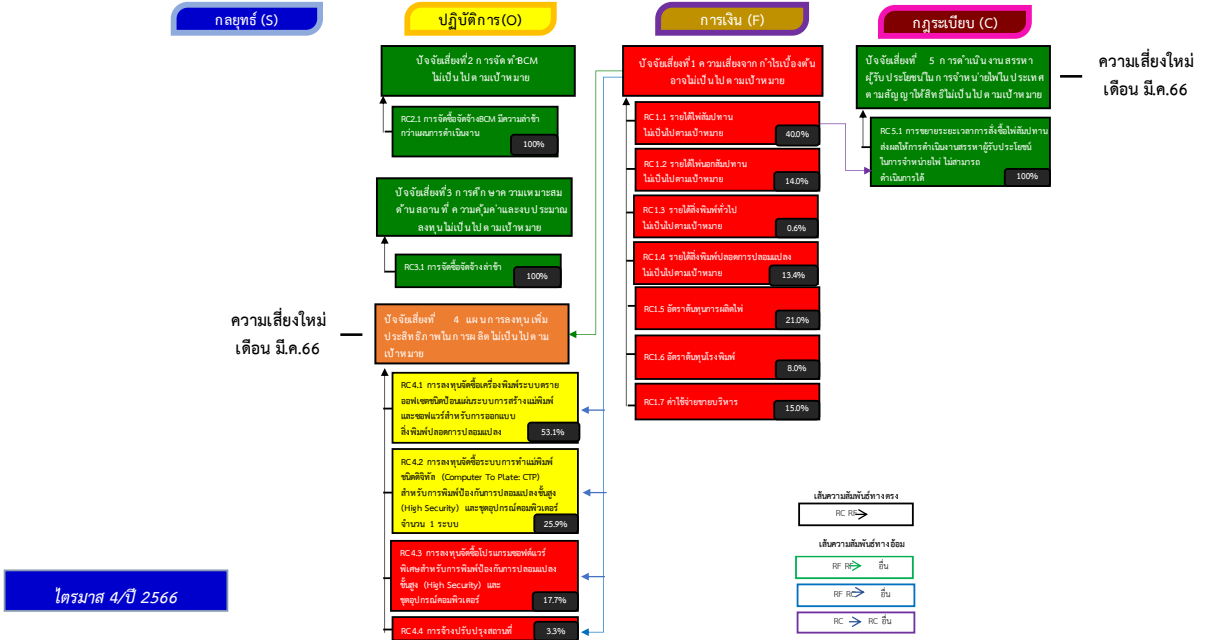 กลยุทธ์ (S)
ปฏิบัติการ(O)
การเงิน (F)
กฎระเบียบ (C)
ปัจจัยเสี่ยงที่2 การจัดทำBCM
ไม่เป็นไปตามเป้าหมาย
RC2.1 การจัดซื้อจัดจ้างBCM มีความล่าช้า
กว่าแผนการดำเนินงาน
100%
ปัจจัยเสี่ยงที่3 การศึกษาความเหมาะสม
ด้านสถานที่ ความคุ้มค่าและงบประมาณ
ลงทุนไม่เป็นไปตามเป้าหมาย
RC3.1 การจัดซื้อจัดจ้างล่าช้า
100%
ความเสี่ยงใหม่
เดือน มี.ค.66
ปัจจัยเสี่ยงที่ 4 แผนการลงทุนเพิ่ม
ประสิทธิภาพในการผลิตไม่เป็นไปตาม
เป้าหมาย
RC4.1 การลงทุนจัดซื้อเครื่องพิมพ์ระบบดราย
ออฟเซตชนิดป้อนแผ่นระบบการสร้างแม่พิมพ์
และซอฟแวร์สำหรับการออกแบบ
สิ่งพิมพ์ปลอดการปลอมแปลง
53.1%
RC4.2 การลงทุนจัดซื้อระบบการทำแม่พิมพ์
ชนิดดิจิทัล (Computer To Plate: CTP)
สำหรับการพิมพ์ป้องกันการปลอมแปลงขั้นสูง
(High Security) และชุดอุปกรณ์คอมพิวเตอร์
จำนวน 1 ระบบ
25.9%
RC4.3 การลงทุนจัดซื้อโปรแกรมซอฟต์แวร์
พิเศษสำหรับการพิมพ์ป้องกันการปลอมแปลง
ขั้นสูง (High Security) และ
ชุดอุปกรณ์คอมพิวเตอร์
17.7%
RC4.4 การจ้างปรับปรุงสถานที่
3.3%
ปัจจัยเสี่ยงที่1 ความเสี่ยงจากกำไรเบื้องต้น
อาจไม่เป็นไปตามเป้าหมาย
RC1.1 รายได้ไพ่สัมปทาน
ไม่เป็นไปตามเป้าหมาย
40.0%
RC1.2 รายได้ไพ่นอกสัมปทาน
ไม่เป็นไปตามเป้าหมาย
14.0%
RC1.3 รายได้สิ่งพิมพ์ทั่วไป
ไม่เป็นไปตามเป้าหมาย
0.6%
RC1.4 รายได้สิ่งพิมพ์ปลอดการปลอมแปลง
ไม่เป็นไปตามเป้าหมาย
13.4%
RC1.5 อัตราต้นทุนการผลิตไพ่
21.0%
RC1.6 อัตราต้นทุนโรงพิมพ์
8.0%
RC1.7 ค่าใช้จ่ายขายบริหาร
15.0%
ปัจจัยเสี่ยงที่ 5 การดำเนินงานสรรหา
ผู้รับประโยชน์ในการจำหน่ายไพ่ในประเทศ
ตามสัญญาให้สิทธิไม่เป็นไปตามเป้าหมาย
RC5.1 การขยายระยะเวลาการสั่งซื้อไพ่สัมปทาน
ส่งผลให้การดำเนินงานสรรหาผู้รับประโยชน์
ในการจำหน่ายไพ่ ไม่สามารถ
ดำเนินการได้
100%
ความเสี่ยงใหม่
เดือน มี.ค.66
เส้นความสัมพันธ์ทางตรง
RC RF
เส้นความสัมพันธ์ทางอ้อม
RF RF อื่น
RF RC อื่น
RC RC อื่น
ไตรมาส 4/ปี 2566